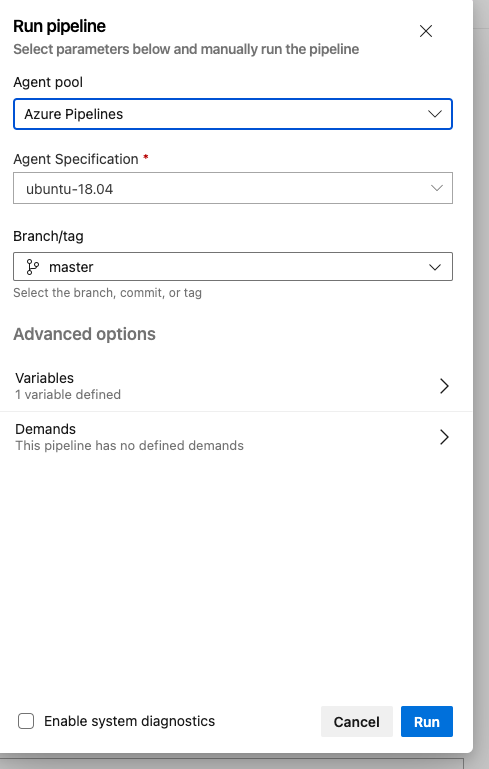 Run pipeline
Select parameters below and manually run the pipeline
Agent pool
Azure Pipelines
Agent Specification *
ubuntu-18.04
Branch/tag
master
Select the branch, commit, or tag
Advanced options
Variables
1 variable defined
Demands
This pipeline has no defined demands
Enable system diagnostics
Cancel
Run